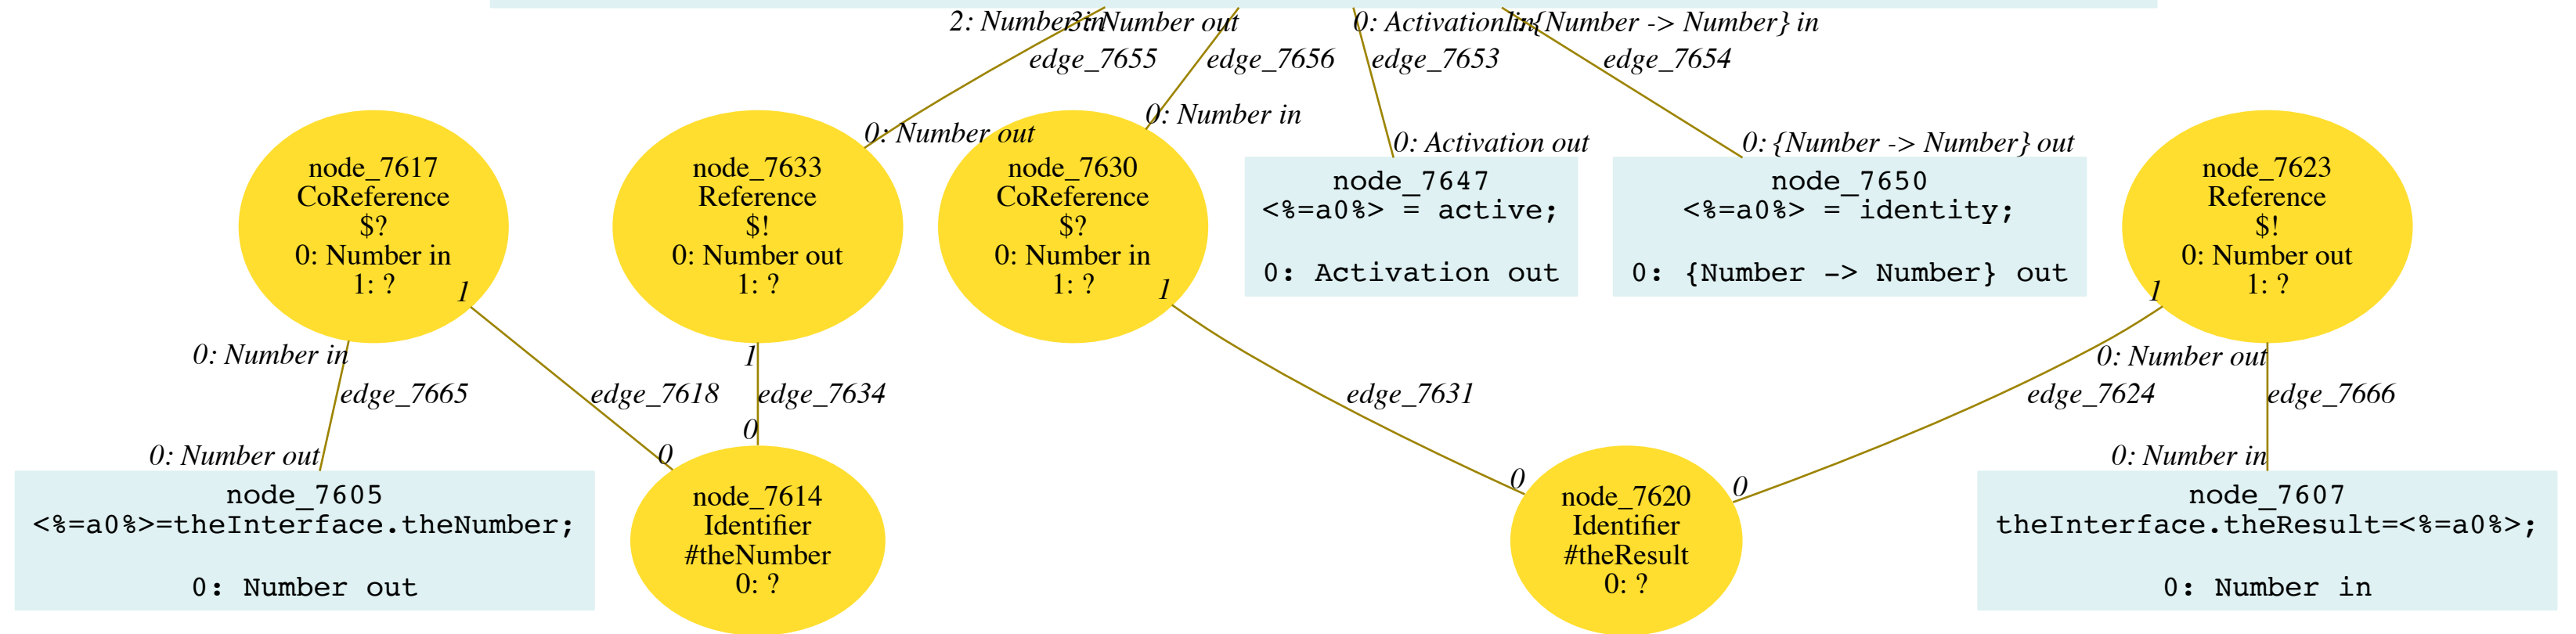 2: Number in
3: Number out
0: Activation in
1: {Number -> Number} in
edge_7655
edge_7656
edge_7653
edge_7654
0: Number out
0: Number in
0: Activation out
0: {Number -> Number} out
node_7617
CoReference
$?
0: Number in
1: ?
1
node_7633
Reference
$!
0: Number out
1: ?
node_7630
CoReference
$?
0: Number in
1: ?
1
node_7647
<%=a0%> = active;
0: Activation out
node_7650
<%=a0%> = identity;
0: {Number -> Number} out
node_7623
Reference
$!
0: Number out
1: ?
1
0: Number in
1
0: Number out
edge_7665
edge_7618
edge_7634
edge_7631
edge_7624
edge_7666
0: Number out
0
0
0
0
0: Number in
node_7605
<%=a0%>=theInterface.theNumber;
0: Number out
node_7614
Identifier
#theNumber
0: ?
node_7620
Identifier
#theResult
0: ?
node_7607
theInterface.theResult=<%=a0%>;
0: Number in